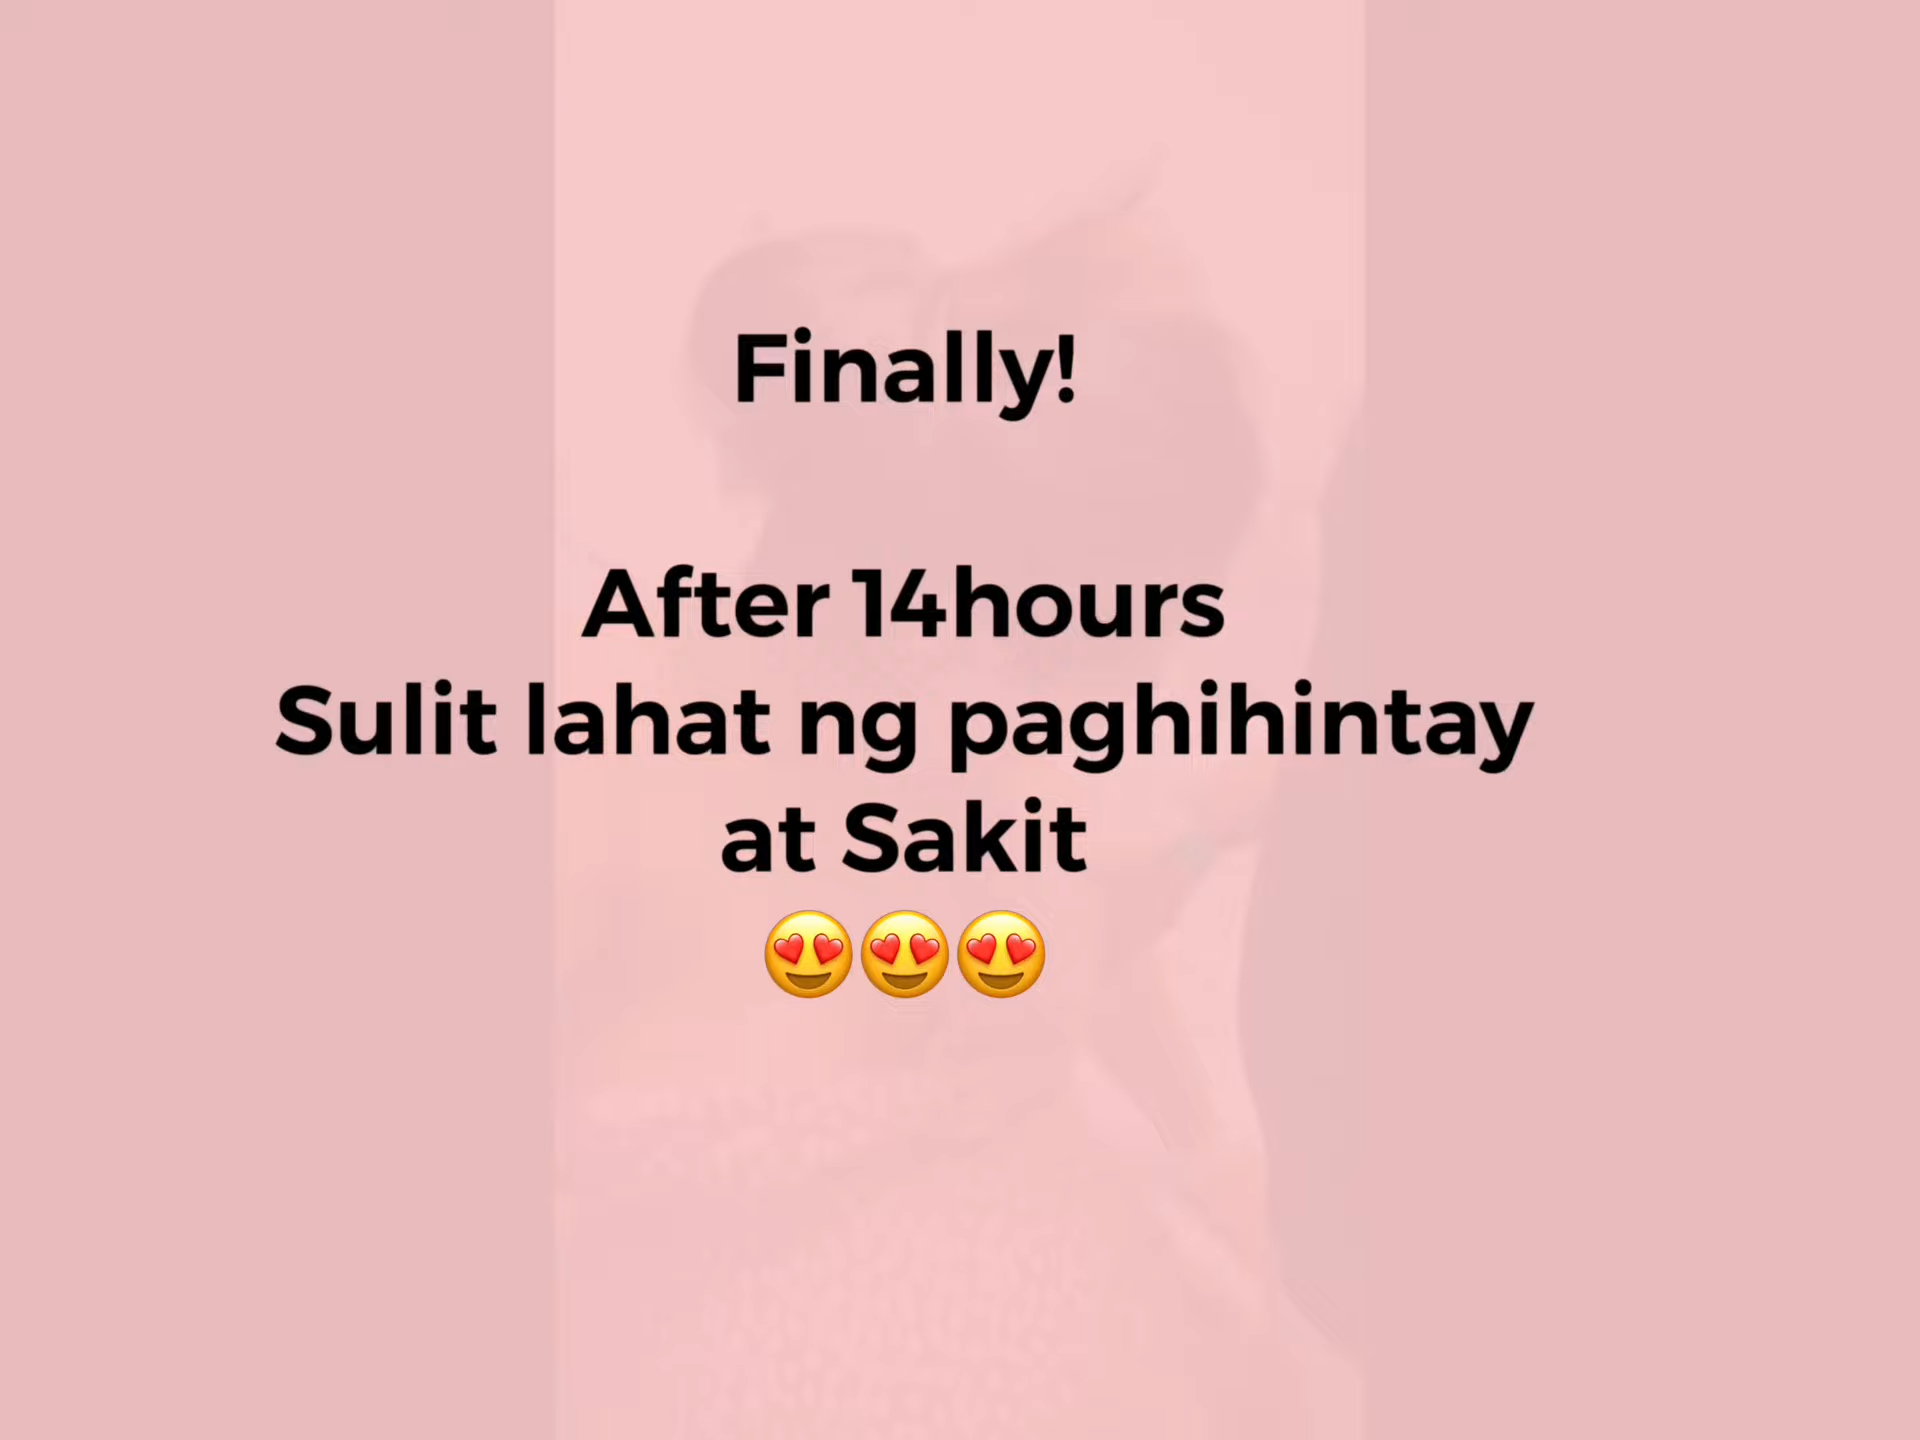 Finally!
After 14hours
Sulit lahat ng paghihintay
at Sakit
😍😍😍